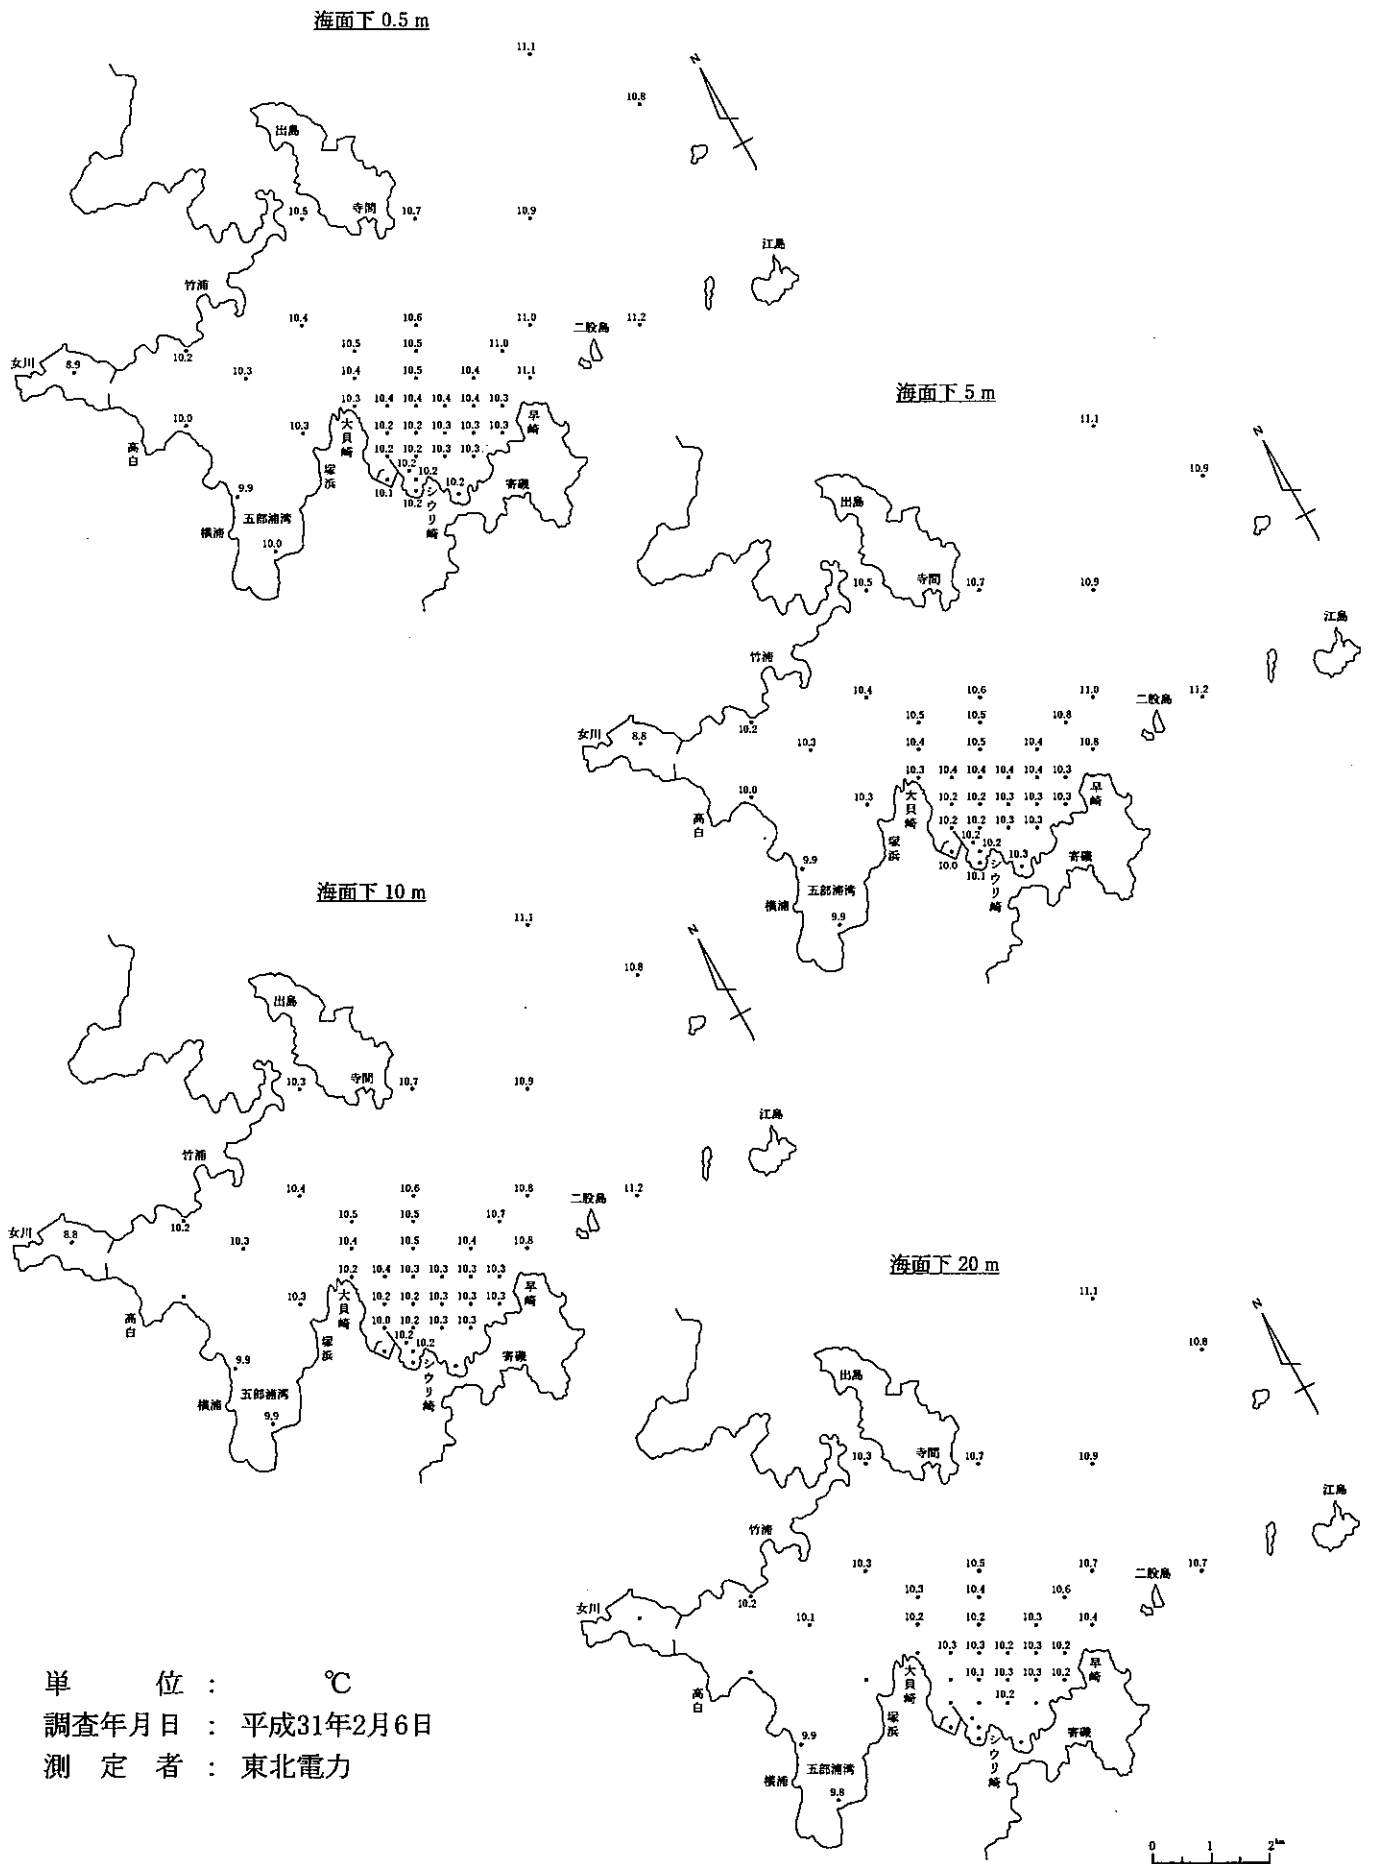 海面下 0.5 m
11.1
10.8
N
出島
寺間
10.5
10.7
10.9
江島
竹浦
10.4
10.6
11.0
二股島
11.2
10.5
10.5
11.0
女川
8.9
10.2
10.3
10.4
10.5
10.4
11.1
10.3
10.4
10.4
10.4
10.4
10.3
早崎
大貝崎
10.0
高白
10.3
10.2
10.2
10.3
10.3
10.3
塚浜
10.2
10.2
10.3
10.3
10.2
10.2
10.1
10.2
10.2
シウリ崎
寄磯
9.9
五部浦湾
横浦
10.0
海面下 5 m
11.1
10.9
N
出島
寺間
10.5
10.7
10.9
江島
竹浦
10.4
10.6
11.0
二股島
11.2
10.5
10.5
10.8
女川
8.8
10.2
10.3
10.4
10.5
10.4
10.8
10.3
10.4
10.4
10.4
10.4
10.3
早崎
大貝崎
10.0
高白
10.3
10.2
10.2
10.3
10.3
10.3
塚浜
10.2
10.2
10.3
10.3
10.2
10.2
10.0
10.1
10.3
シウリ崎
寄磯
9.9
五部浦湾
横浦
9.9
海面下 10 m
11.1
10.8
N
出島
寺間
10.3
10.7
10.9
江島
竹浦
10.4
10.6
10.8
二股島
11.2
10.5
10.5
10.7
女川
8.8
10.2
10.3
10.4
10.5
10.4
10.8
10.2
10.4
10.3
10.3
10.3
10.3
早崎
大貝崎
高白
10.3
10.2
10.2
10.3
10.3
10.3
塚浜
10.0
10.2
10.3
10.3
10.2
10.2
シウリ崎
寄磯
9.9
五部浦湾
横浦
9.9
海面下 20 m
11.1
10.8
N
出島
寺間
10.3
10.7
10.9
江島
竹浦
10.3
10.5
10.7
二股島
10.7
10.3
10.4
10.6
女川
10.2
10.1
10.2
10.2
10.3
10.4
10.3
10.3
10.2
10.3
10.2
早崎
大貝崎
高白
10.1
10.3
10.3
10.2
塚浜
10.2
シウリ崎
寄磯
9.9
五部浦湾
横浦
9.8
単位 : ℃
調査年月日 : 平成31年2月6日
測定者 : 東北電力
0 1 2km